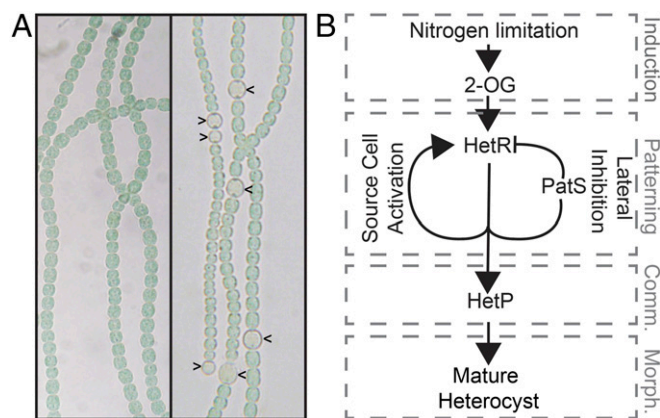 A
B
>
>
<
<
>
<
<
Nitrogen limitation
2-OG
Induction
HetR
PatS
Source Cell
Activation
Lateral
Inhibition
Patterning
HetP
Comm.
Mature
Heterocyst
Morph.